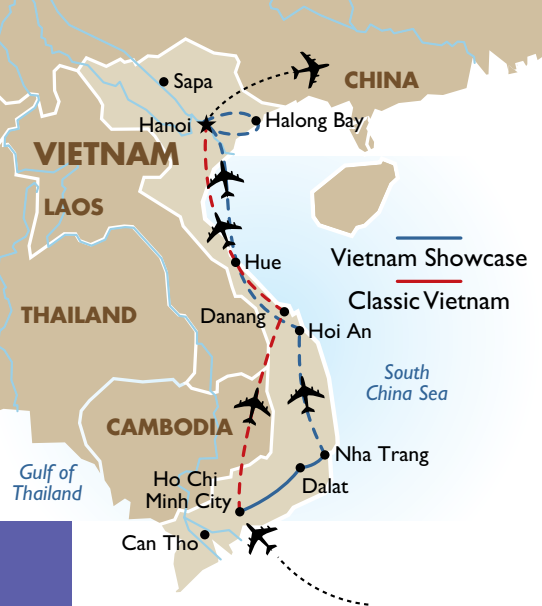 Sapa
CHINA
Hanoi
Halong Bay
VIETNAM
LAOS
Vietnam Showcase
Hue
Classic Vietnam
THAILAND
Danang
Hoi An
South
China Sea
CAMBODIA
Nha Trang
Gulf of
Thailand
Ho Chi
Minh City
Dalat
Can Tho